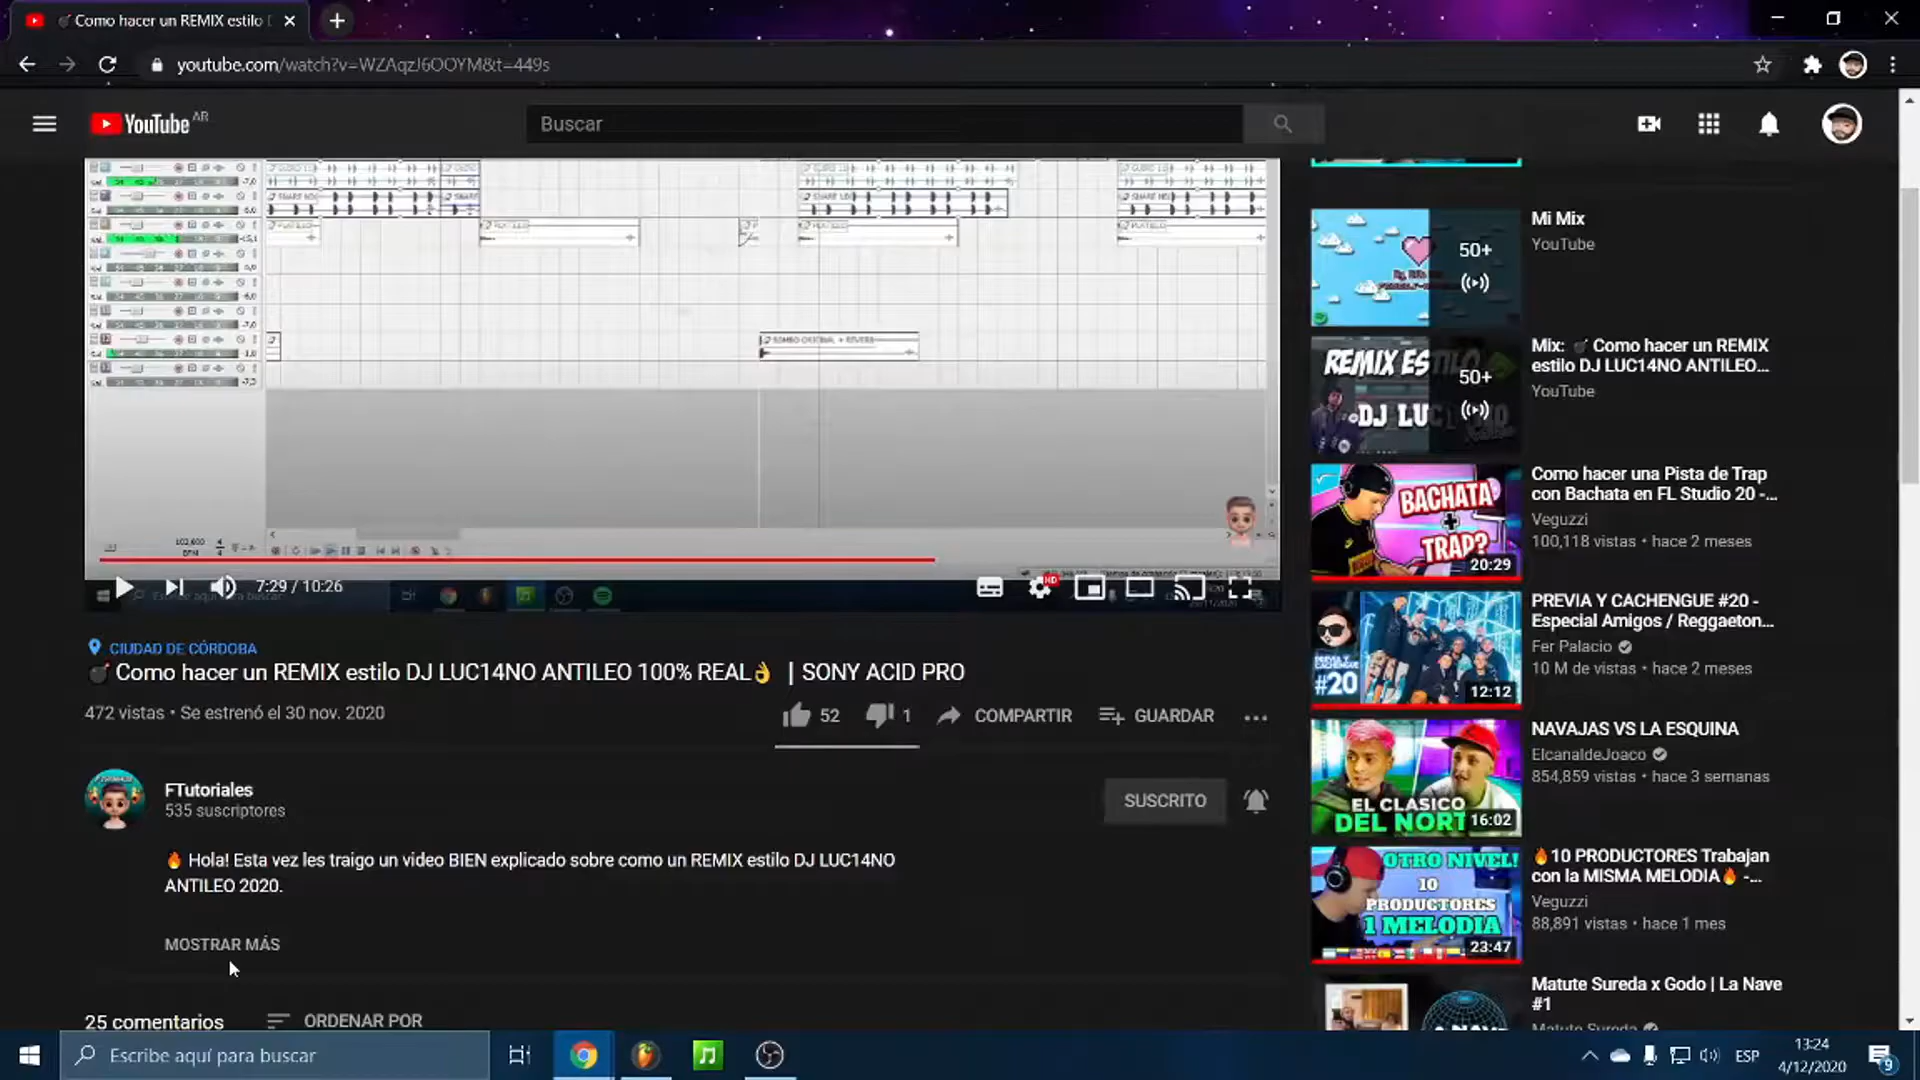 Como hacer un REMIX estilo
youtube.com/watch?v=WZAqzJ6OOYM&t=449s
YouTube AR
Buscar
7:29 / 10:26
CIUDAD DE CÓRDOBA
💣Como hacer un REMIX estilo DJ LUC14NO ANTILEO 100% REAL👌 | SONY ACID PRO
472 vistas • Se estrenó el 30 nov. 2020
52
1
COMPARTIR
GUARDAR
FTutoriales
535 suscriptores
SUSCRITO
🔥 Hola! Esta vez les traigo un video BIEN explicado sobre como un REMIX estilo DJ LUC14NO
ANTILEO 2020.
MOSTRAR MÁS
25 comentarios
ORDENAR POR
50+
Mi Mix
YouTube
REMIX ESTILO
50+
DJ LUC
Mix: 💣 Como hacer un REMIX
estilo DJ LUC14NO ANTILEO...
YouTube
BACHATA
+
TRAP?
20:29
Como hacer una Pista de Trap
con Bachata en FL Studio 20 -...
Veguzzi
100,118 vistas • hace 2 meses
PREVIA Y
CACHENGUE
#20
12:12
PREVIA Y CACHENGUE #20 -
Especial Amigos / Reggaeton...
Fer Palacio
10 M de vistas • hace 2 meses
EL CLASICO
DEL NORT
16:02
NAVAJAS VS LA ESQUINA
ElcanaldeJoaco
854,859 vistas • hace 3 semanas
OTRO NIVEL!
10
PRODUCTORES
1 MELODIA
23:47
🔥10 PRODUCTORES Trabajan
con la MISMA MELODIA🔥 -...
Veguzzi
88,891 vistas • hace 1 mes
Matute Sureda x Godo | La Nave
#1
Matute Sureda
Escribe aquí para buscar
ESP
13:24
4/12/2020
9